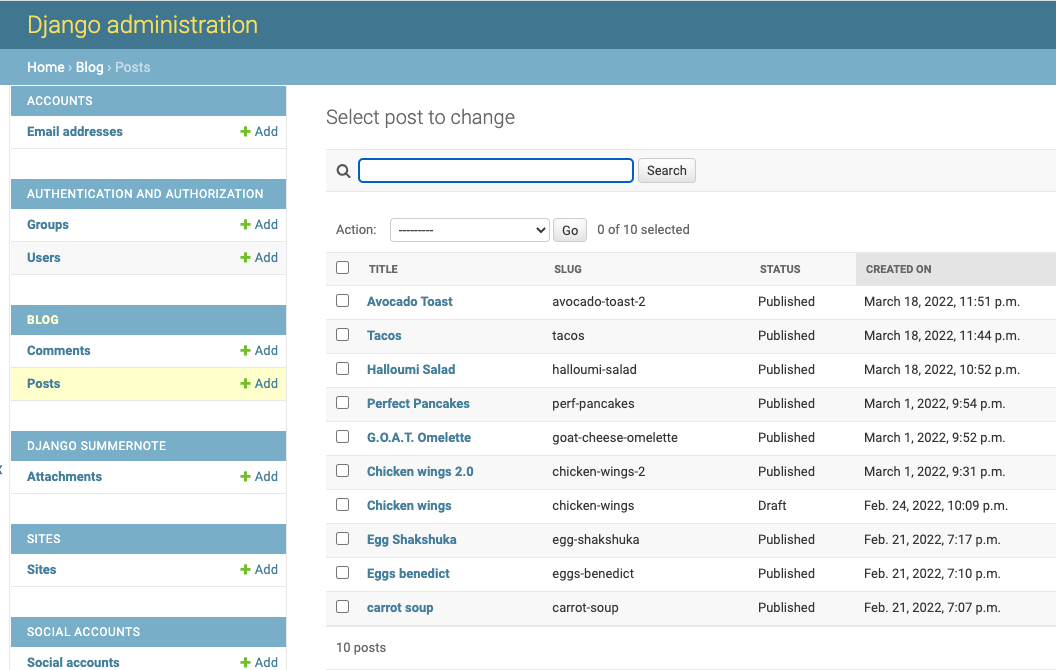 Django administration
Home › Blog › Posts
ACCOUNTS
Email addresses + Add
AUTHENTICATION AND AUTHORIZATION
Groups + Add
Users + Add
BLOG
Comments + Add
Posts + Add
DJANGO SUMMERNOTE
Attachments + Add
SITES
Sites + Add
SOCIAL ACCOUNTS
Social accounts + Add
Select post to change
Search
Action: --------- Go 0 of 10 selected
TITLE SLUG STATUS CREATED ON
Avocado Toast avocado-toast-2 Published March 18, 2022, 11:51 p.m.
Tacos tacos Published March 18, 2022, 11:44 p.m.
Halloumi Salad halloumi-salad Published March 18, 2022, 10:52 p.m.
Perfect Pancakes perf-pancakes Published March 1, 2022, 9:54 p.m.
G.O.A.T. Omelette goat-cheese-omelette Published March 1, 2022, 9:52 p.m.
Chicken wings 2.0 chicken-wings-2 Published March 1, 2022, 9:31 p.m.
Chicken wings chicken-wings Draft Feb. 24, 2022, 10:09 p.m.
Egg Shakshuka egg-shakshuka Published Feb. 21, 2022, 7:17 p.m.
Eggs benedict eggs-benedict Published Feb. 21, 2022, 7:10 p.m.
carrot soup carrot-soup Published Feb. 21, 2022, 7:07 p.m.
10 posts